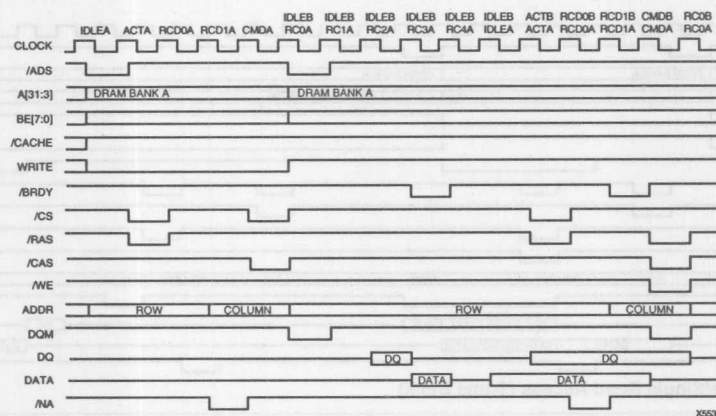 IDLEB IDLEB IDLEB IDLEB IDLEB IDLEB ACTB RCD0B RCD1B CMDB RC0B
IDLEA ACTA RCD0A RCD1A CMDA RC0A RC1A RC2A RC3A RC4A IDLEA ACTA RCD0A RCD1A CMDA RC0A
CLOCK
/ADS
A[31:3] DRAM BANK A DRAM BANK A
BE[7:0]
/CACHE
WRITE
/BRDY
/CS
/RAS
/CAS
/WE
ADDR ROW COLUMN ROW COLUMN
DQM
DQ DQ DQ
DATA DATA DATA
/NA